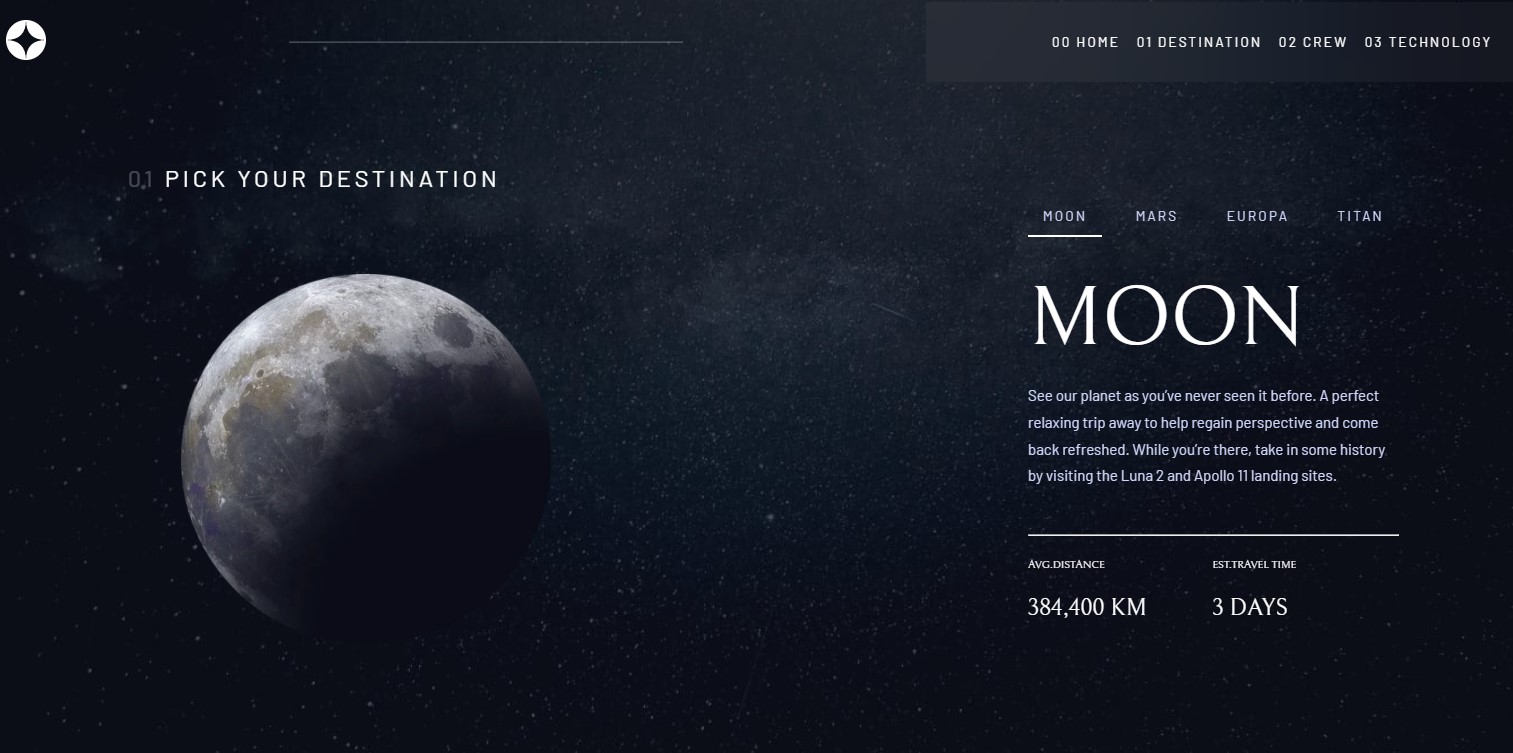 00 HOME 01 DESTINATION 02 CREW 03 TECHNOLOGY
01 PICK YOUR DESTINATION
MOON MARS EUROPA TITAN
MOON
See our planet as you’ve never seen it before. A perfect
relaxing trip away to help regain perspective and come
back refreshed. While you’re there, take in some history
by visiting the Luna 2 and Apollo 11 landing sites.
AVG.DISTANCE EST.TRAVEL TIME
384,400 KM 3 DAYS